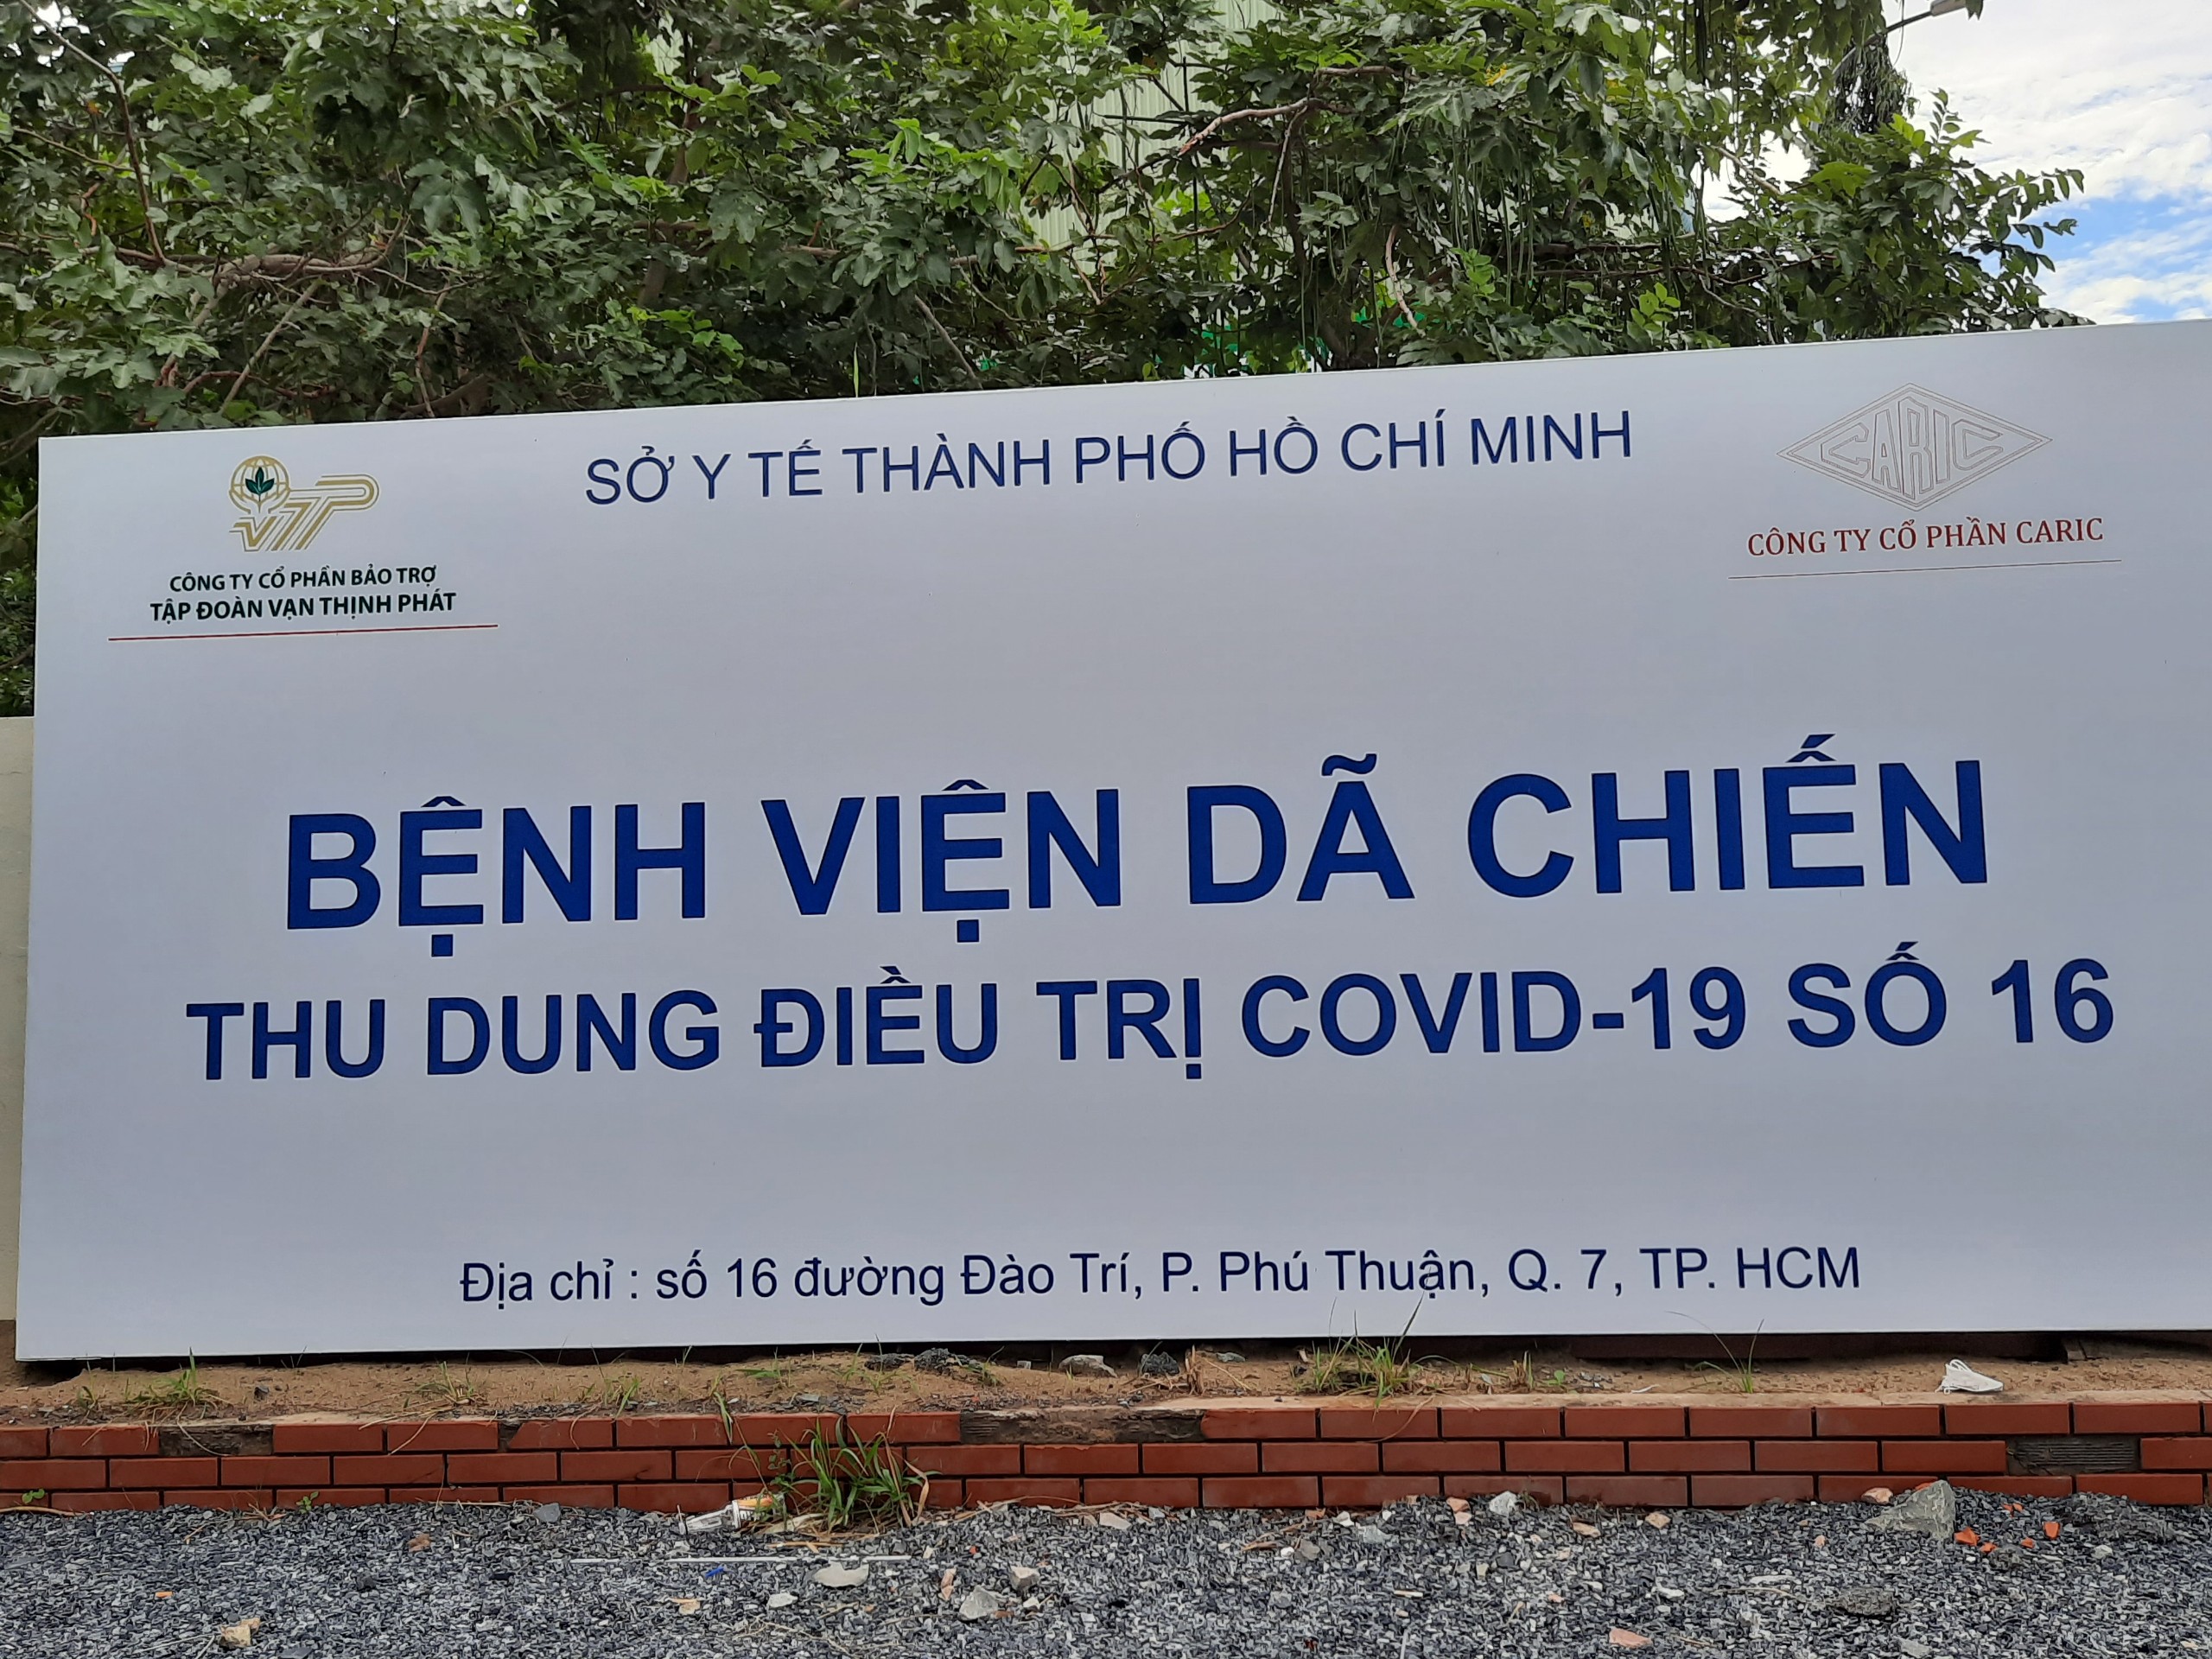 SỞ Y TẾ THÀNH PHỐ HỒ CHÍ MINH
VTP
CÔNG TY CỔ PHẦN BẢO TRỢ
TẬP ĐOÀN VẠN THỊNH PHÁT
CARIC
CÔNG TY CỔ PHẦN CARIC
BỆNH VIỆN DÃ CHIẾN
THU DUNG ĐIỀU TRỊ COVID-19 SỐ 16
Địa chỉ : số 16 đường Đào Trí, P. Phú Thuận, Q. 7, TP. HCM